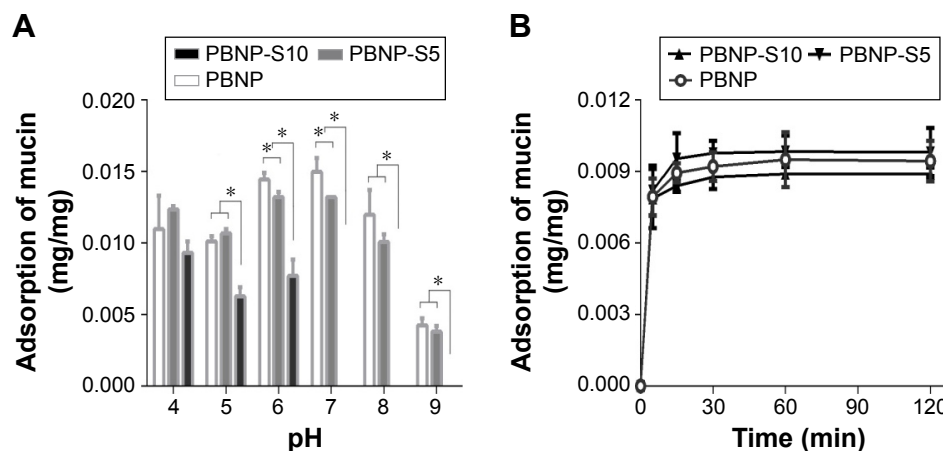 A
PBNP-S10 PBNP-S5
PBNP
Adsorption of mucin
(mg/mg)
0.020
0.015
0.010
0.005
0.000
* * * * * * * *
4 5 6 7 8 9
pH
B
PBNP-S10 PBNP-S5
PBNP
Adsorption of mucin
(mg/mg)
0.012
0.009
0.006
0.003
0.000
0 30 60 90 120
Time (min)